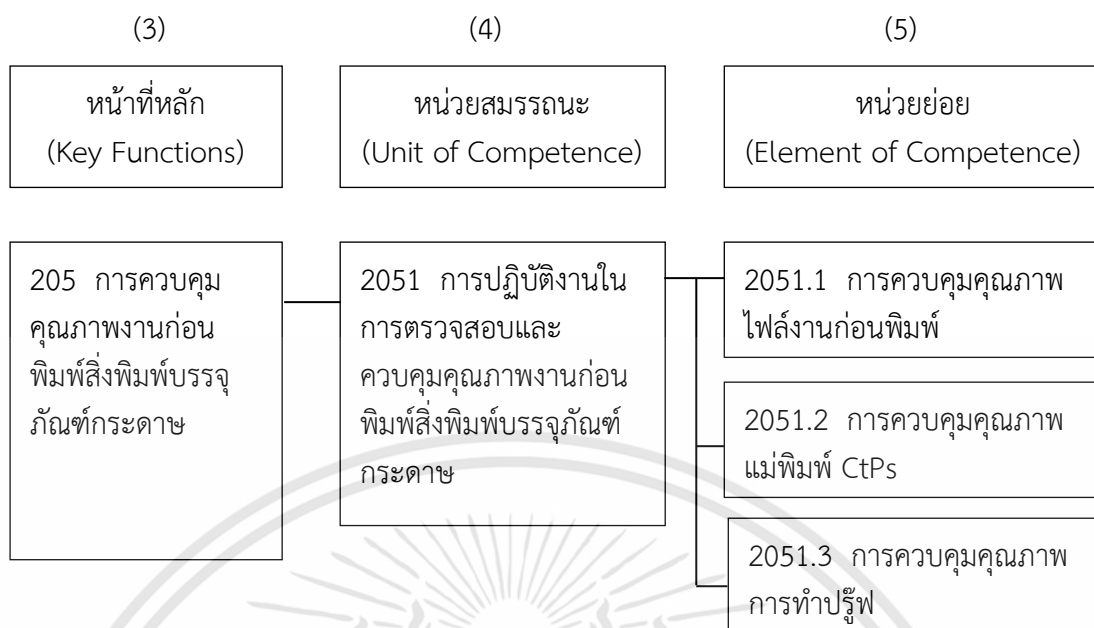 (3)
(4)
(5)
หน้าที่หลัก
(Key Functions)
หน่วยสมรรถนะ
(Unit of Competence)
หน่วยย่อย
(Element of Competence)
205 การควบคุม
คุณภาพงานก่อน
พิมพ์สิ่งพิมพ์บรรจุ
ภัณฑ์กระดาษ
2051 การปฏิบัติงานใน
การตรวจสอบและ
ควบคุมคุณภาพงานก่อน
พิมพ์สิ่งพิมพ์บรรจุภัณฑ์
กระดาษ
2051.1 การควบคุมคุณภาพ
ไฟล์งานก่อนพิมพ์
2051.2 การควบคุมคุณภาพ
แม่พิมพ์ CtPs
2051.3 การควบคุมคุณภาพ
การทำปรู๊ฟ